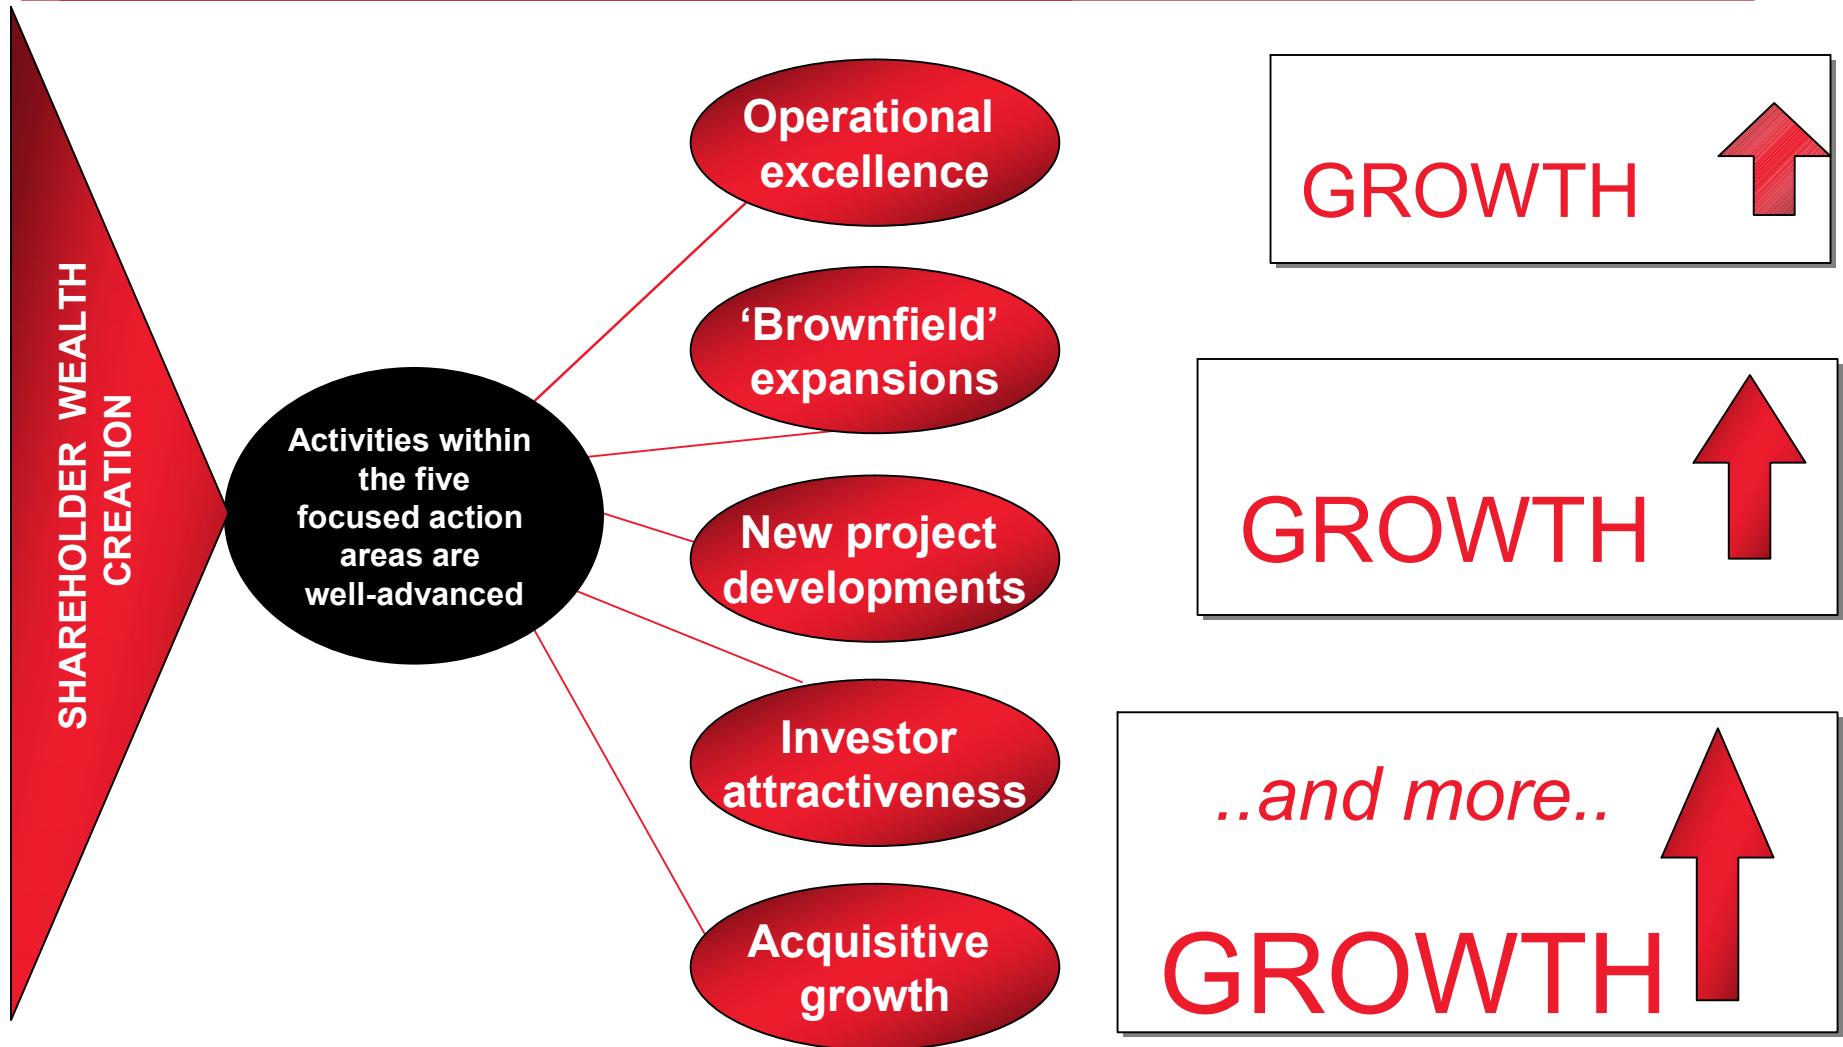 SHAREHOLDER WEALTH
CREATION
Activities within
the five
focused action
areas are
well-advanced
Operational
excellence
‘Brownfield’
expansions
New project
developments
Investor
attractiveness
Acquisitive
growth
GROWTH
GROWTH
..and more..
GROWTH